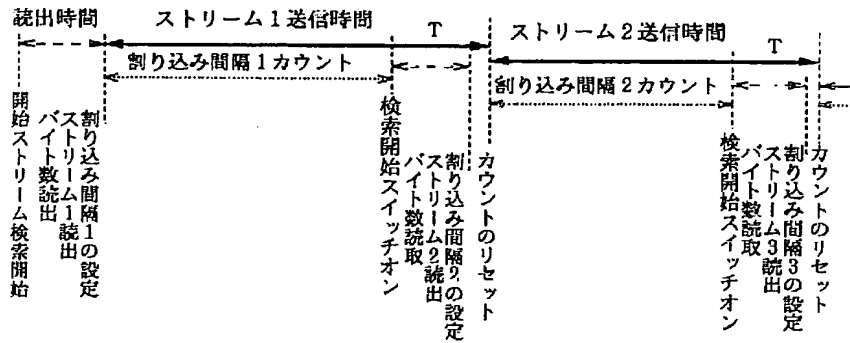 読出時間
ストリーム1送信時間
T
ストリーム2送信時間
T
割り込み間隔1カウント
割り込み間隔2カウント
開始ストリーム検索開始
バイト数読出
ストリーム1読出
割り込み間隔1の設定
検索開始スイッチオン
バイト数読取
ストリーム2読出
割り込み間隔2の設定
カウントのリセット
検索開始スイッチオン
バイト数読取
ストリーム3読出
割り込み間隔3の設定
カウントのリセット